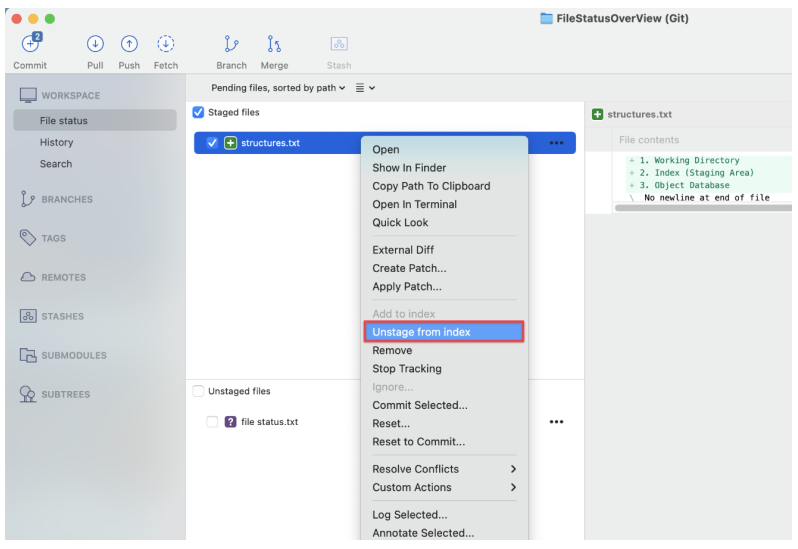 FileStatusOverView (Git)
2
Commit
Pull
Push
Fetch
Branch
Merge
Stash
WORKSPACE
File status
History
Search
BRANCHES
TAGS
REMOTES
STASHES
SUBMODULES
SUBTREES
Pending files, sorted by path
Staged files
structures.txt
Unstaged files
? file status.txt
Open
Show In Finder
Copy Path To Clipboard
Open In Terminal
Quick Look
External Diff
Create Patch...
Apply Patch...
Add to index
Unstage from index
Remove
Stop Tracking
Ignore...
Commit Selected...
Reset...
Reset to Commit...
Resolve Conflicts
Custom Actions
Log Selected...
Annotate Selected...
structures.txt
File contents
+ 1. Working Directory
+ 2. Index (Staging Area)
+ 3. Object Database
\ No newline at end of file